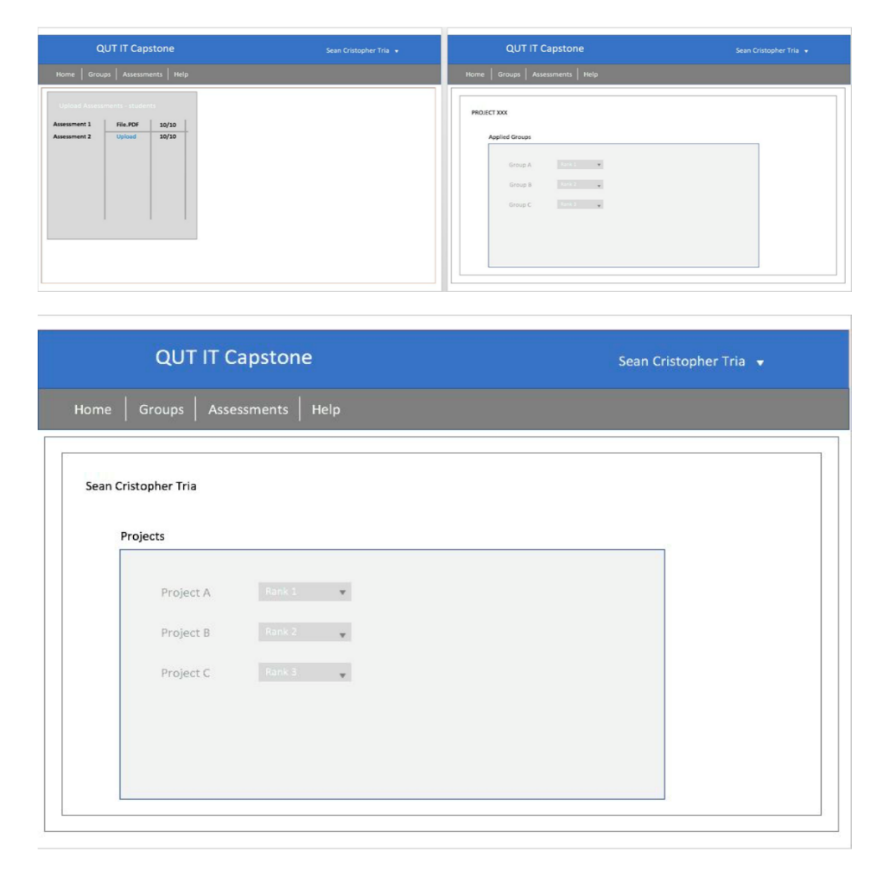 QUT IT Capstone Sean Cristopher Tria
Home Groups Assessments Help
Upload Assessments - students
Assessment 1 File.PDF 10/10
Assessment 2 Upload 10/10
QUT IT Capstone Sean Cristopher Tria
Home Groups Assessments Help
PROJECT XXX
Applied Groups
Group A Rank 1
Group B
Group C
QUT IT Capstone Sean Cristopher Tria
Home Groups Assessments Help
Sean Cristopher Tria
Projects
Project A Rank 1
Project B Rank 2
Project C Rank 3